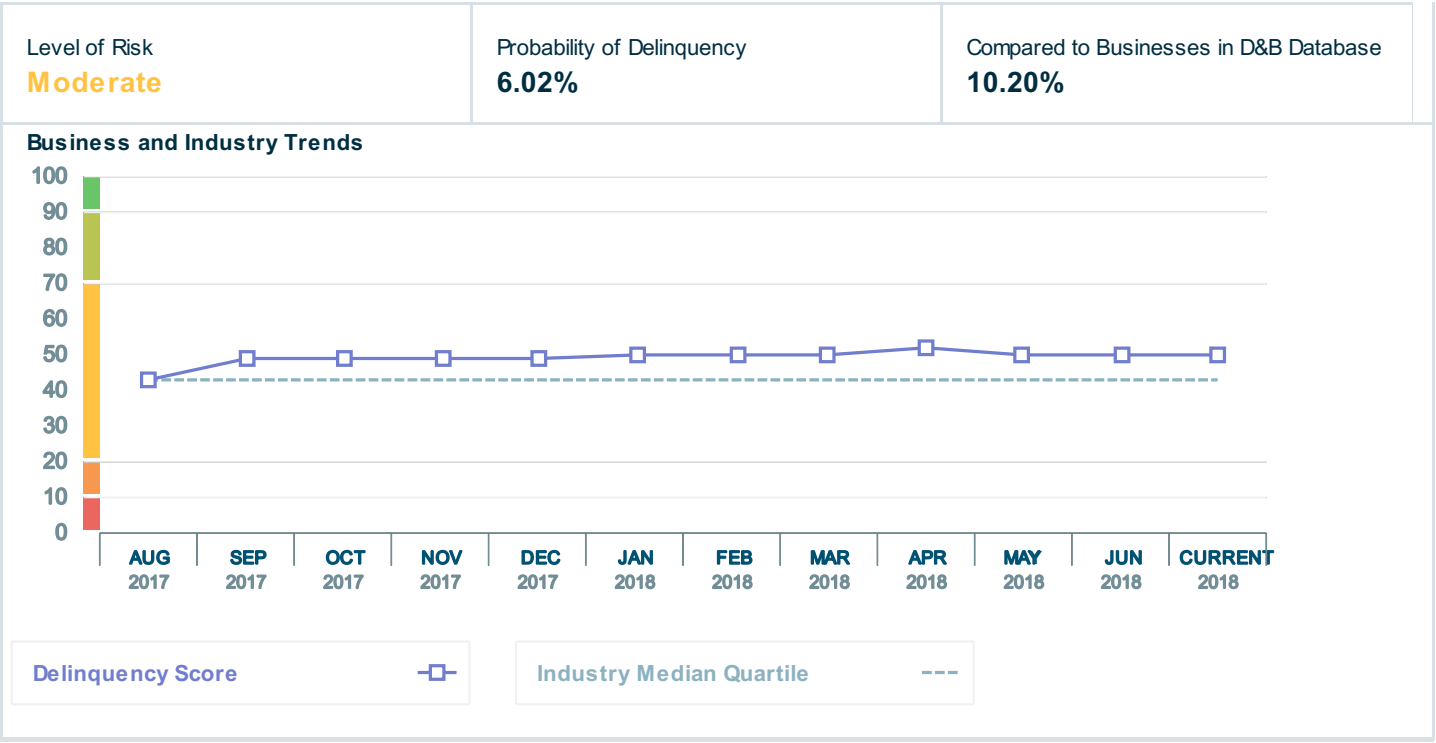 Level of Risk
Moderate
Probability of Delinquency
6.02%
Compared to Businesses in D&B Database
10.20%
Business and Industry Trends
100
90
80
70
60
50
40
30
20
10
0
AUG SEP OCT NOV DEC JAN FEB MAR APR MAY JUN CURRENT
2017 2017 2017 2017 2017 2018 2018 2018 2018 2018 2018 2018
Delinquency Score
Industry Median Quartile